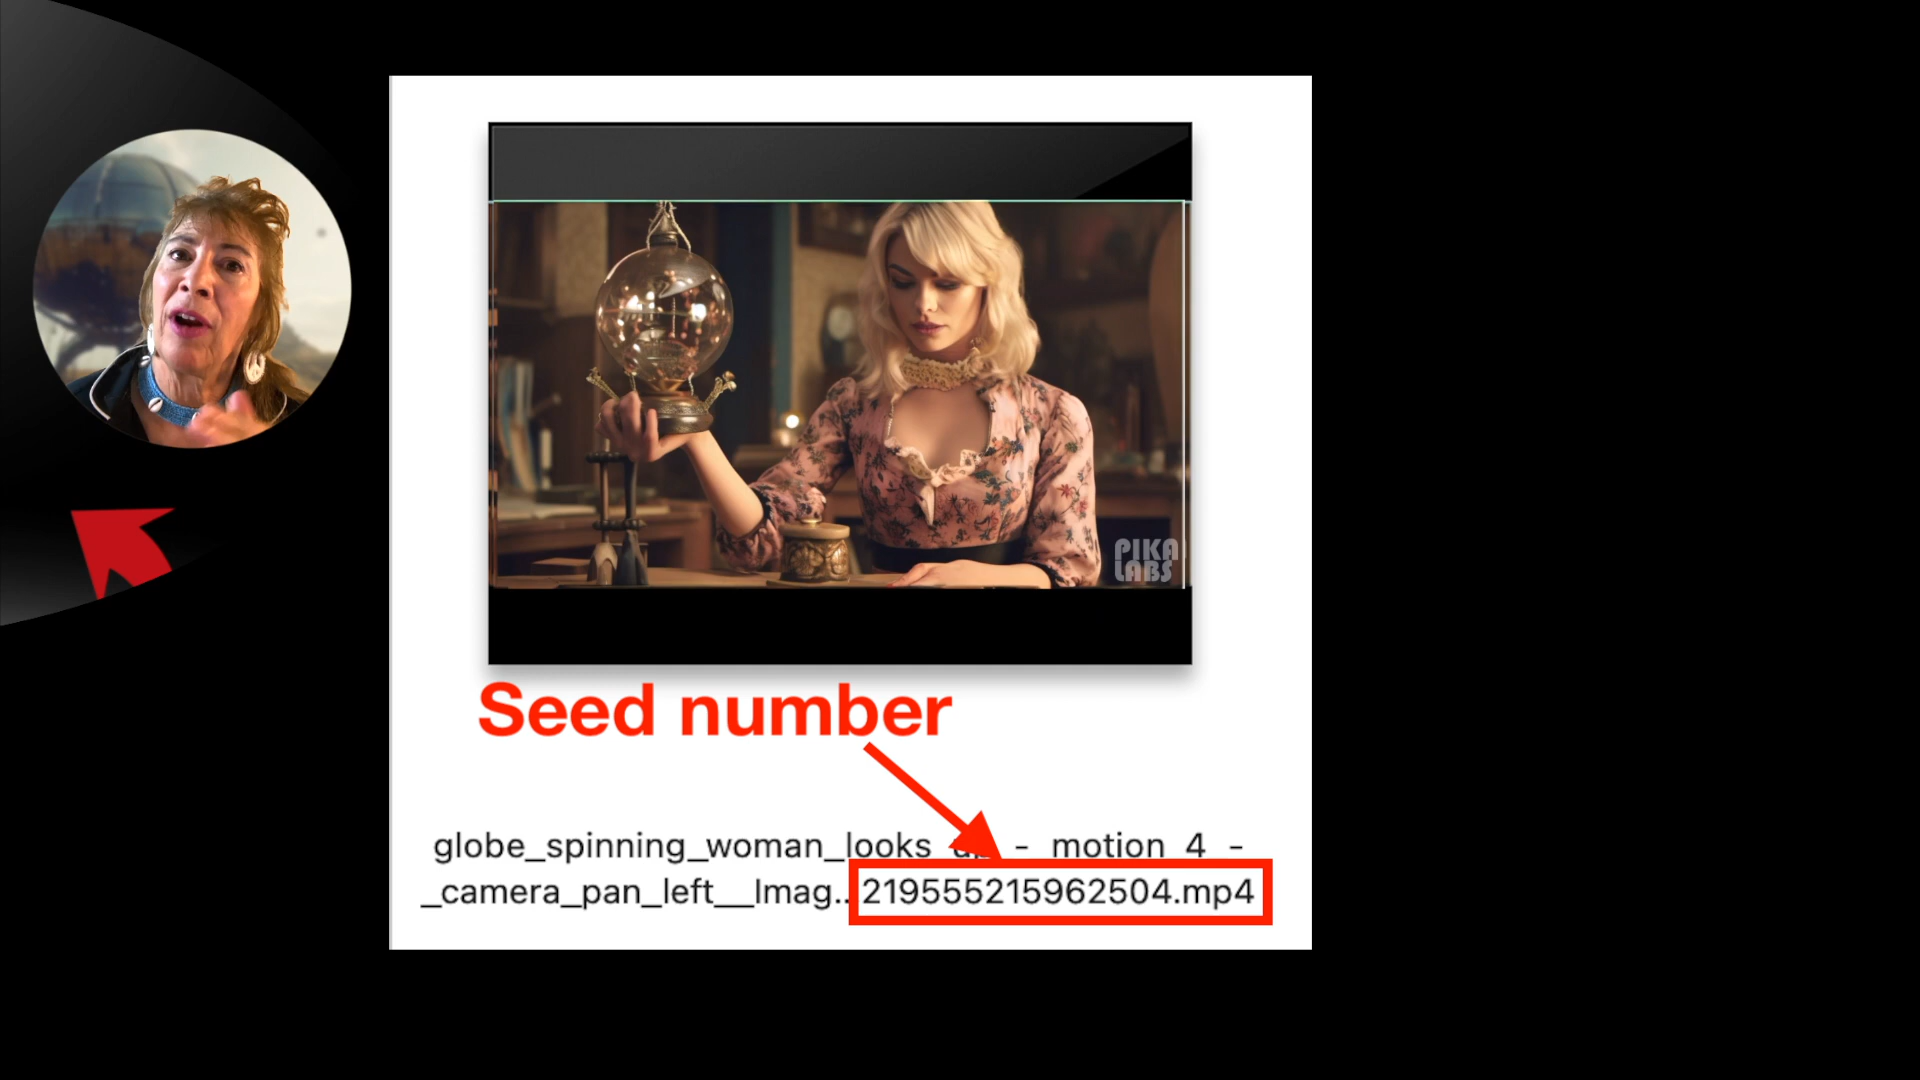 PIKA
LABS
Seed number
globe_spinning_woman_looks - motion 4 -
_camera_pan_left__Imag.. 219555215962504.mp4